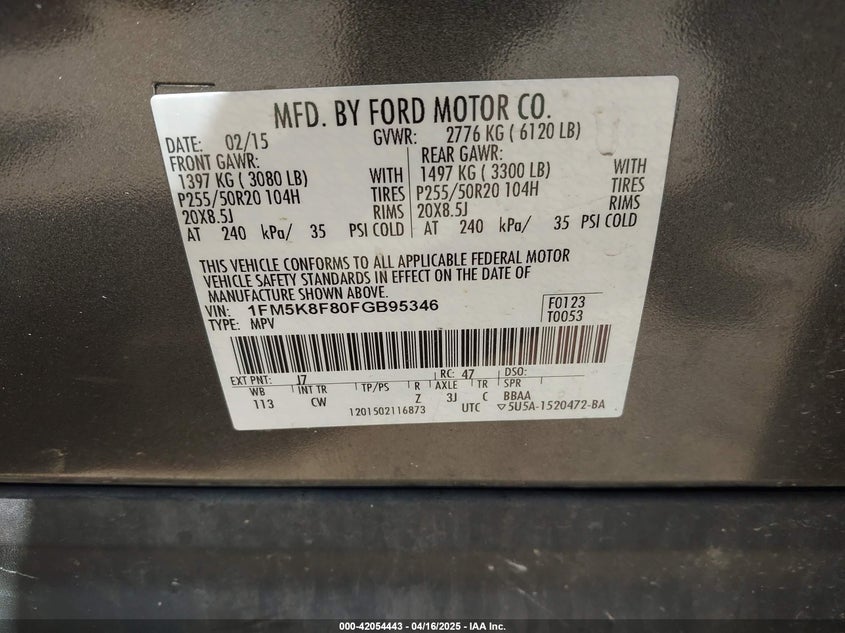 MFD. BY FORD MOTOR CO.
DATE: 02/15 GVWR: 2776 KG ( 6120 LB)
FRONT GAWR: REAR GAWR:
1397 KG ( 3080 LB) WITH 1497 KG ( 3300 LB) WITH
P255/50R20 104H TIRES P255/50R20 104H TIRES
20X8.5J RIMS 20X8.5J RIMS
AT 240 kPa/ 35 PSI COLD AT 240 kPa/ 35 PSI COLD
THIS VEHICLE CONFORMS TO ALL APPLICABLE FEDERAL MOTOR
VEHICLE SAFETY STANDARDS IN EFFECT ON THE DATE OF
MANUFACTURE SHOWN ABOVE.
VIN: 1FM5K8F80FGB95346 F0123
TYPE: MPV T0053
EXT PNT: J7 RC: 47 DSO:
WB INT TR TP/PS R AXLE TR SPR
113 CW Z 3J C BBAA
1201502116873 UTC ▽5U5A-1520472-BA
000-42054443 - 04/16/2025 - IAA Inc.